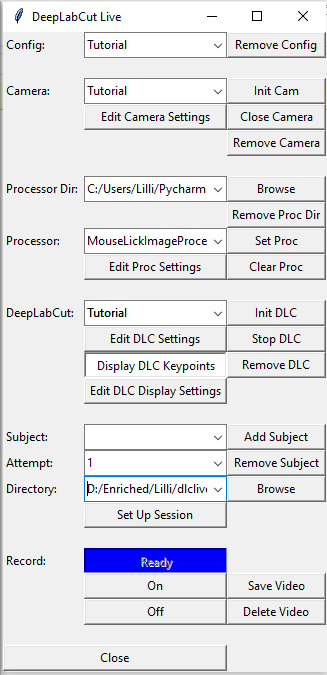 DeepLabCut Live
Config: Tutorial Remove Config
Camera: Tutorial Init Cam
Edit Camera Settings Close Camera
Remove Camera
Processor Dir: C:/Users/Lilli/Pycharm Browse
Remove Proc Dir
Processor: MouseLickImageProce Set Proc
Edit Proc Settings Clear Proc
DeepLabCut: Tutorial Init DLC
Edit DLC Settings Stop DLC
Display DLC Keypoints Remove DLC
Edit DLC Display Settings
Subject: Add Subject
Attempt: 1 Remove Subject
Directory: D:/Enriched/Lilli/dlclive Browse
Set Up Session
Record: Ready
On Save Video
Off Delete Video
Close